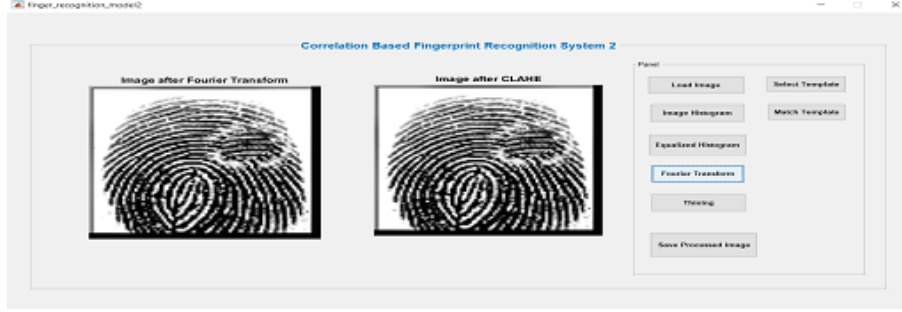 finger_recognition_model2
Correlation Based Fingerprint Recognition System 2
Image after Fourier Transform
Image after CLAHE
Panel
Load Image
Select Template
Image Histogram
Match Template
Equalized Histogram
Fourier Transform
Thining
Save Processed Image